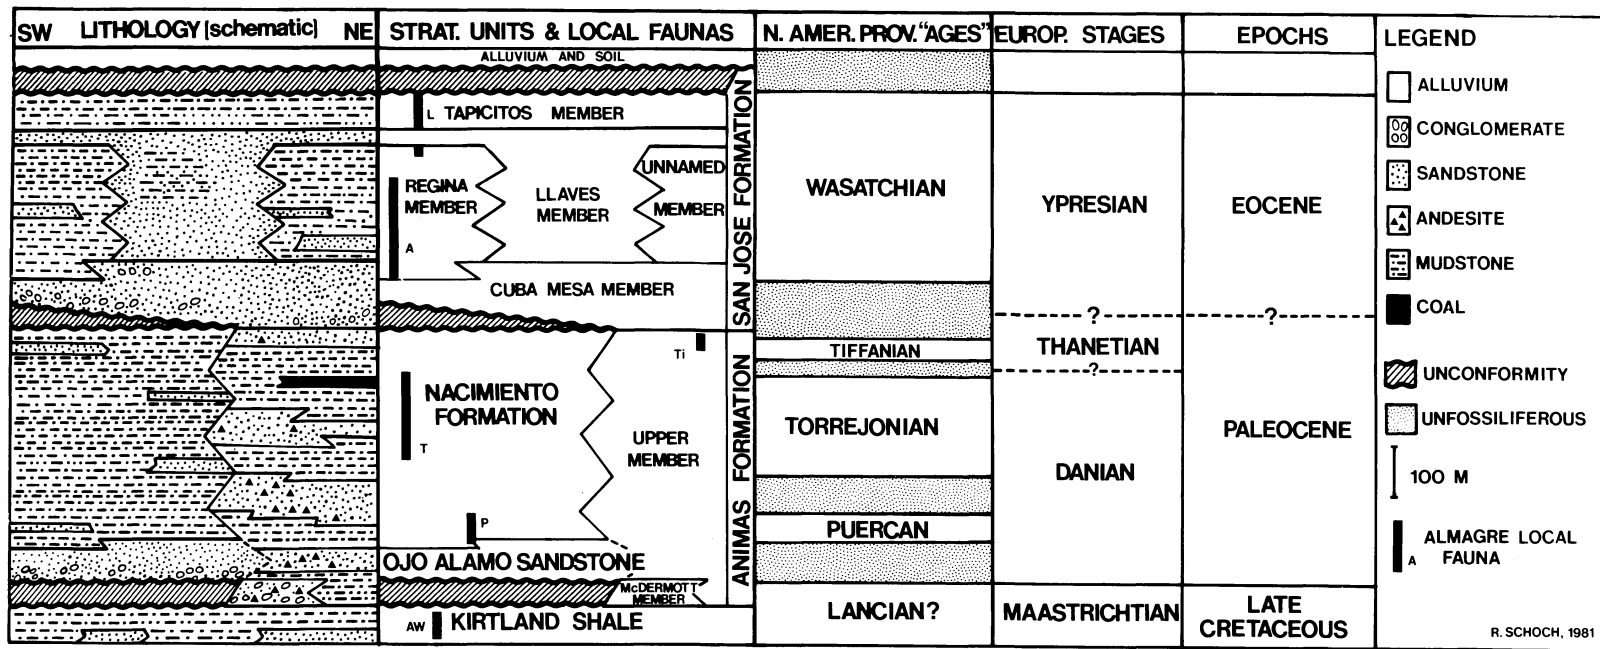 SW LITHOLOGY (schematic) NE
STRAT. UNITS & LOCAL FAUNAS
N. AMER. PROV. "AGES"
EUROP. STAGES
EPOCHS
ALLUVIUM AND SOIL
L TAPICITOS MEMBER
REGINA
MEMBER
A
LLAVES
MEMBER
UNNAMED
MEMBER
CUBA MESA MEMBER
SAN JOSE FORMATION
Ti
NACIMIENTO
FORMATION
T
UPPER
MEMBER
P
ANIMAS FORMATION
OJO ALAMO SANDSTONE
McDERMOTT
MEMBER
AW KIRTLAND SHALE
WASATCHIAN
TIFFANIAN
TORREJONIAN
PUERCAN
LANCIAN?
YPRESIAN
?
THANETIAN
?
DANIAN
MAASTRICHTIAN
EOCENE
?
PALEOCENE
LATE
CRETACEOUS
LEGEND
ALLUVIUM
CONGLOMERATE
SANDSTONE
ANDESITE
MUDSTONE
COAL
UNCONFORMITY
UNFOSSILIFEROUS
100 M
A ALMAGRE LOCAL
FAUNA
R. SCHOCH, 1981